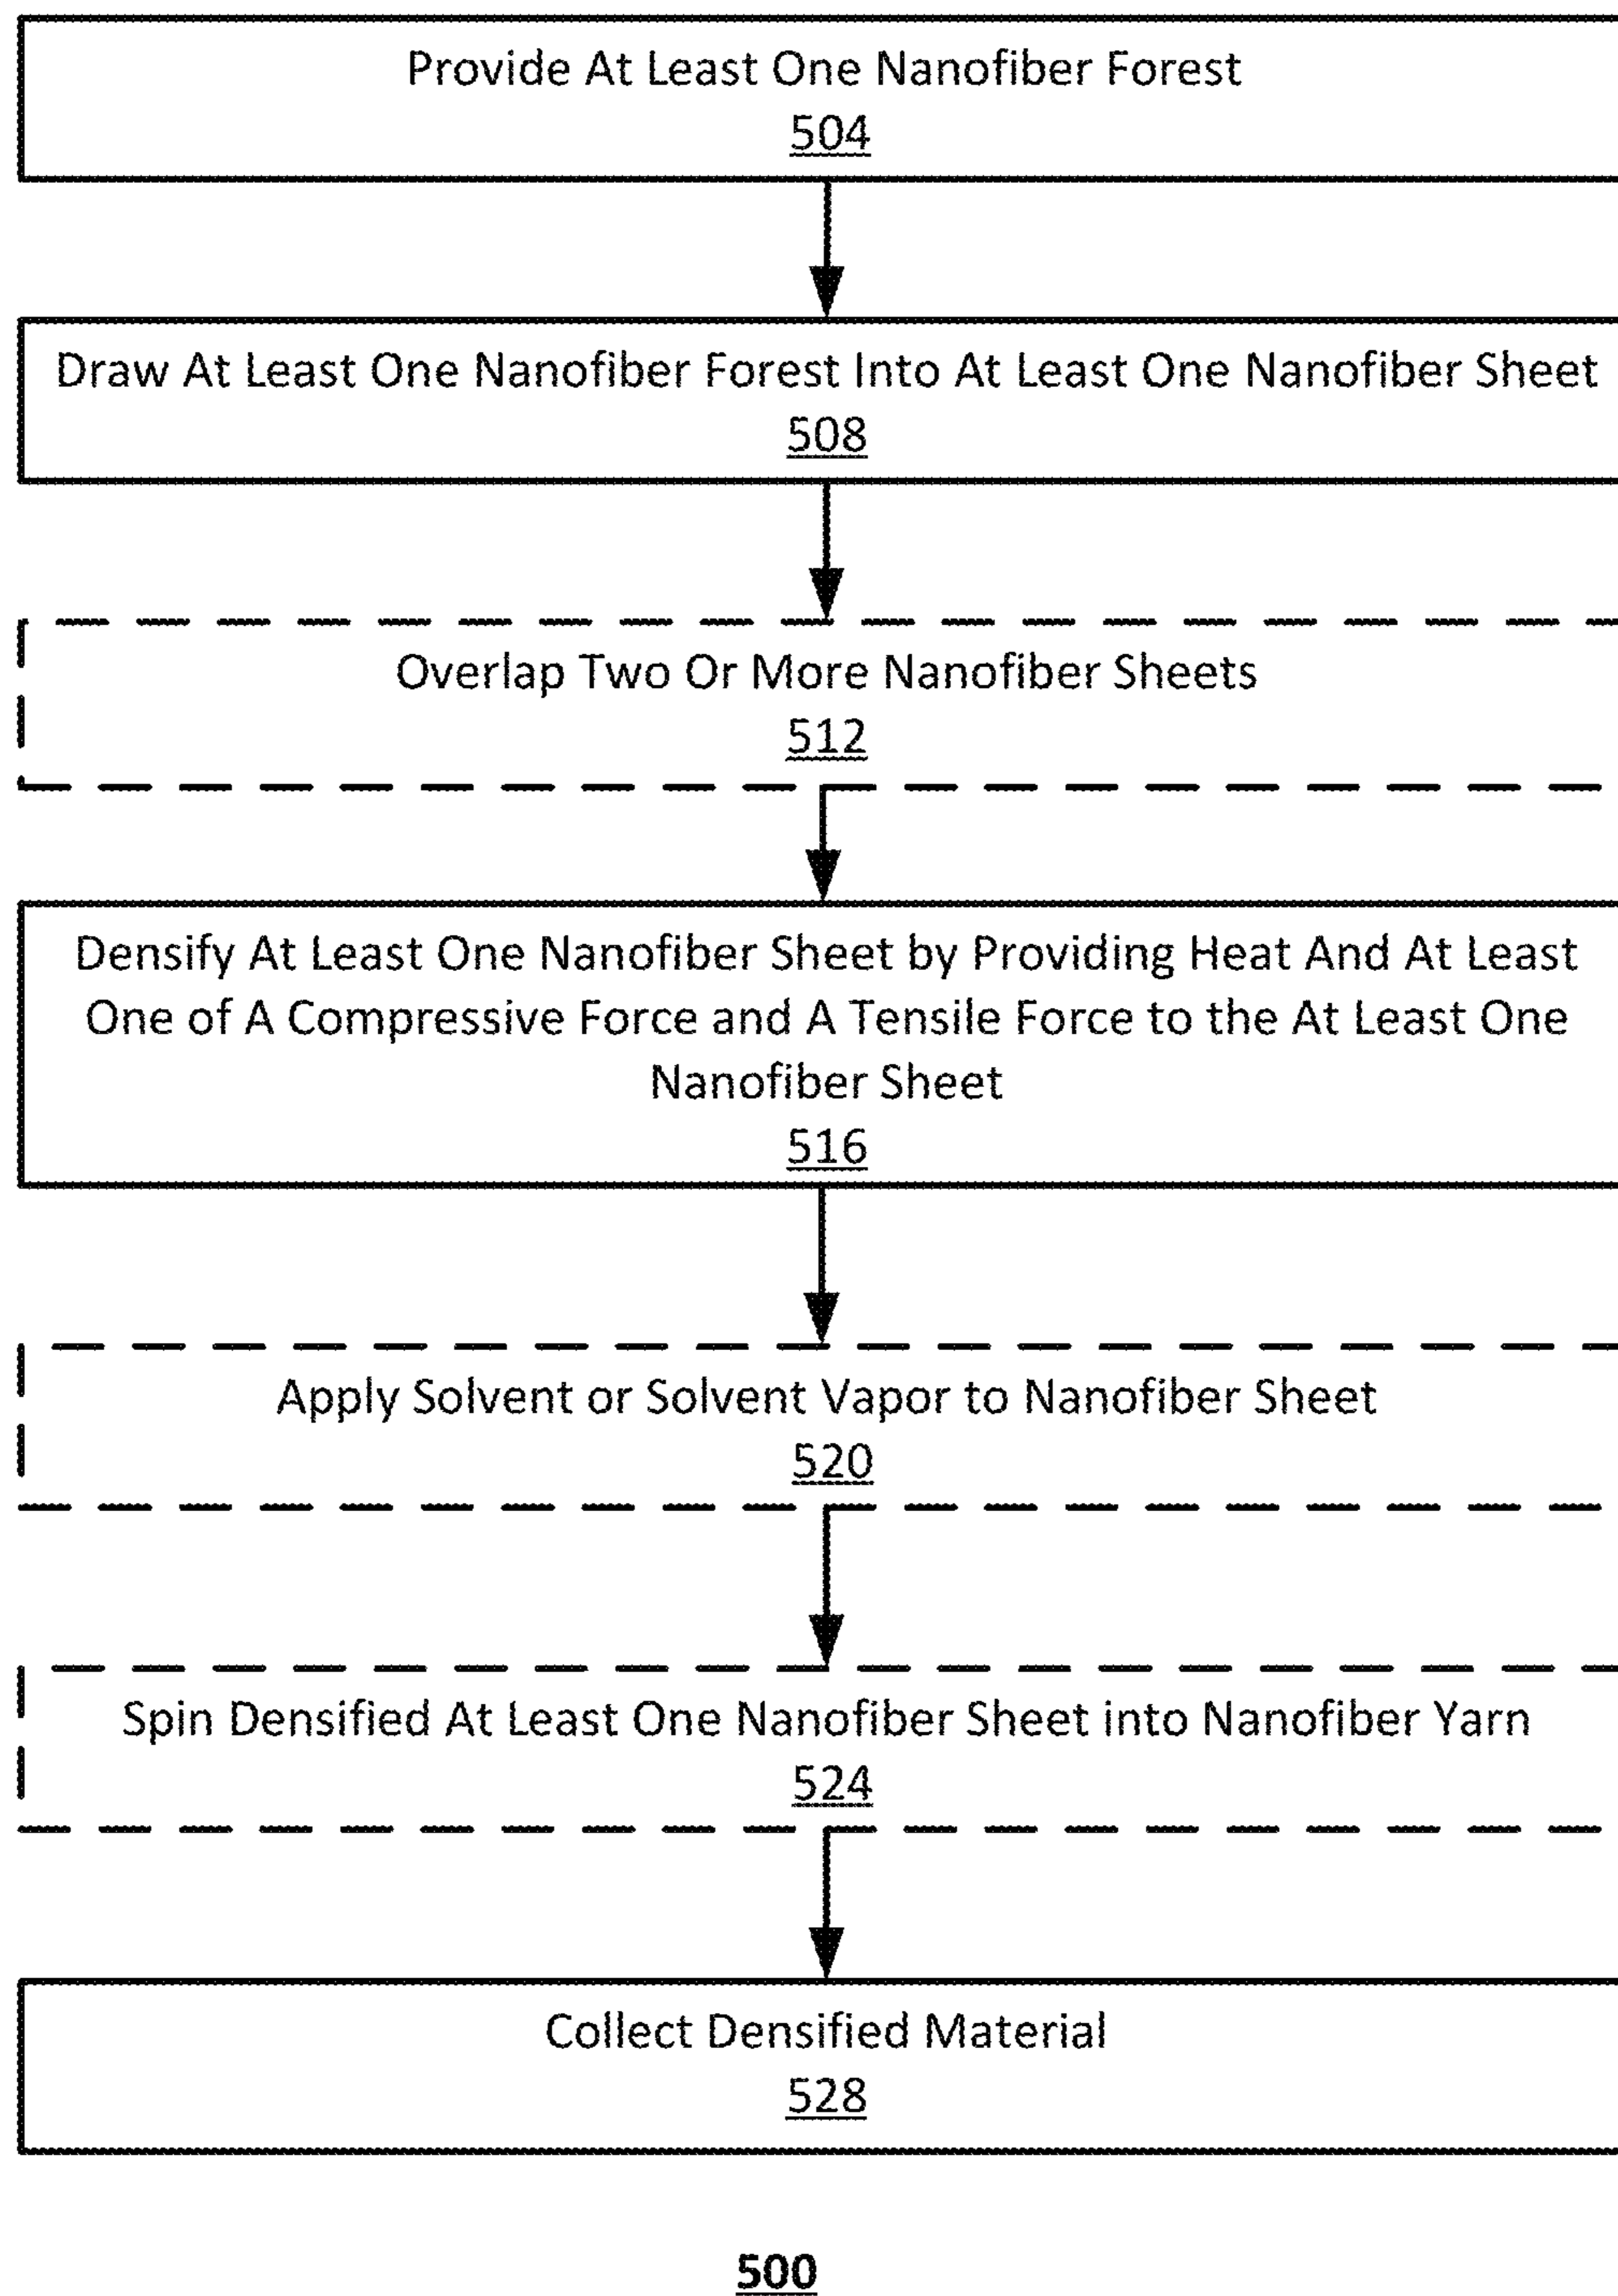 Provide At Least One Nanofiber Forest
504
Draw At Least One Nanofiber Forest Into At Least One Nanofiber Sheet
508
Overlap Two Or More Nanofiber Sheets
512
Densify At Least One Nanofiber Sheet by Providing Heat And At Least
One of A Compressive Force and A Tensile Force to the At Least One
Nanofiber Sheet
516
Apply Solvent or Solvent Vapor to Nanofiber Sheet
520
Spin Densified At Least One Nanofiber Sheet into Nanofiber Yarn
524
Collect Densified Material
528
500